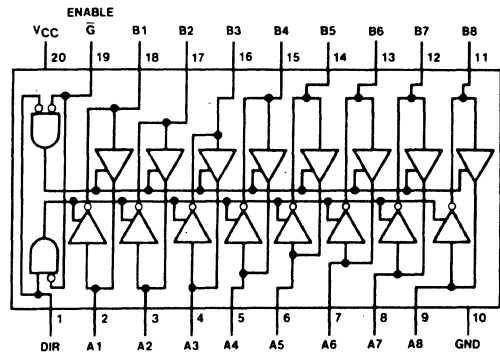 ENABLE
VCC G̅ B1 B2 B3 B4 B5 B6 B7 B8
20 19 18 17 16 15 14 13 12 11
1 2 3 4 5 6 7 8 9 10
DIR A1 A2 A3 A4 A5 A6 A7 A8 GND